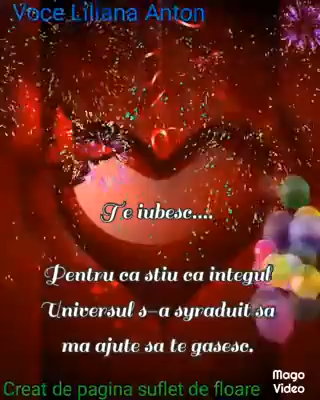 Voce Liliana Anton
Te iubesc....
Pentru ca stiu ca integul
Universul s-a syraduit sa
ma ajute sa te gasesc.
Creat de pagina suflet de floare
Mago
Video